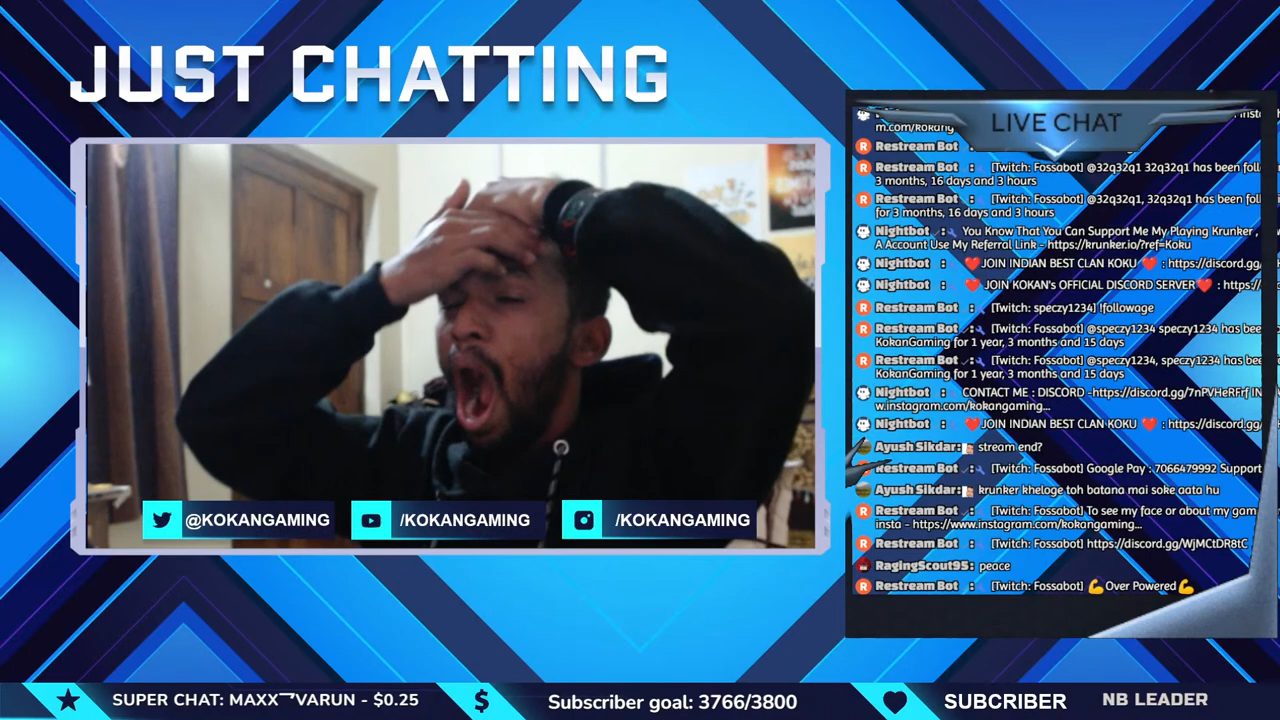 JUST CHATTING
@KOKANGAMING
/KOKANGAMING
/KOKANGAMING
LIVE CHAT
m.com/kokang
Restream Bot :
Restream Bot : [Twitch: Fossabot] @32q32q1 32q32q1 has been foll
3 months, 16 days and 3 hours
Restream Bot : [Twitch: Fossabot] @32q32q1, 32q32q1 has been foll
for 3 months, 16 days and 3 hours
Nightbot : You Know That You Can Support Me My Playing Krunker ,
A Account Use My Referral Link - https://krunker.io/?ref=Koku
Nightbot : ❤️JOIN INDIAN BEST CLAN KOKU ❤️ : https://discord.gg/
Nightbot : ❤️ JOIN KOKAN's OFFICIAL DISCORD SERVER❤️ : https://
Restream Bot : [Twitch: speczy1234] !followage
Restream Bot : [Twitch: Fossabot] @speczy1234 speczy1234 has bee
KokanGaming for 1 year, 3 months and 15 days
Restream Bot : [Twitch: Fossabot] @speczy1234, speczy1234 has bee
KokanGaming for 1 year, 3 months and 15 days
Nightbot : CONTACT ME : DISCORD -https://discord.gg/7nPVHeRFrf IN
w.instagram.com/kokangaming...
Nightbot : ❤️JOIN INDIAN BEST CLAN KOKU ❤️ : https://discord.gg/
Ayush Sikdar: stream end?
Restream Bot : [Twitch: Fossabot] Google Pay : 7066479992 Support
Ayush Sikdar: krunker kheloge toh batana mai soke aata hu
Restream Bot : [Twitch: Fossabot] To see my face or about my gam
insta - https://www.instagram.com/kokangaming...
Restream Bot : [Twitch: Fossabot] https://discord.gg/WjMCtDR8tC
RagingScout95: peace
Restream Bot : [Twitch: Fossabot] 💪Over Powered💪
SUPER CHAT: MAXX VARUN - $0.25
$
Subscriber goal: 3766/3800
SUBCRIBER
NB LEADER